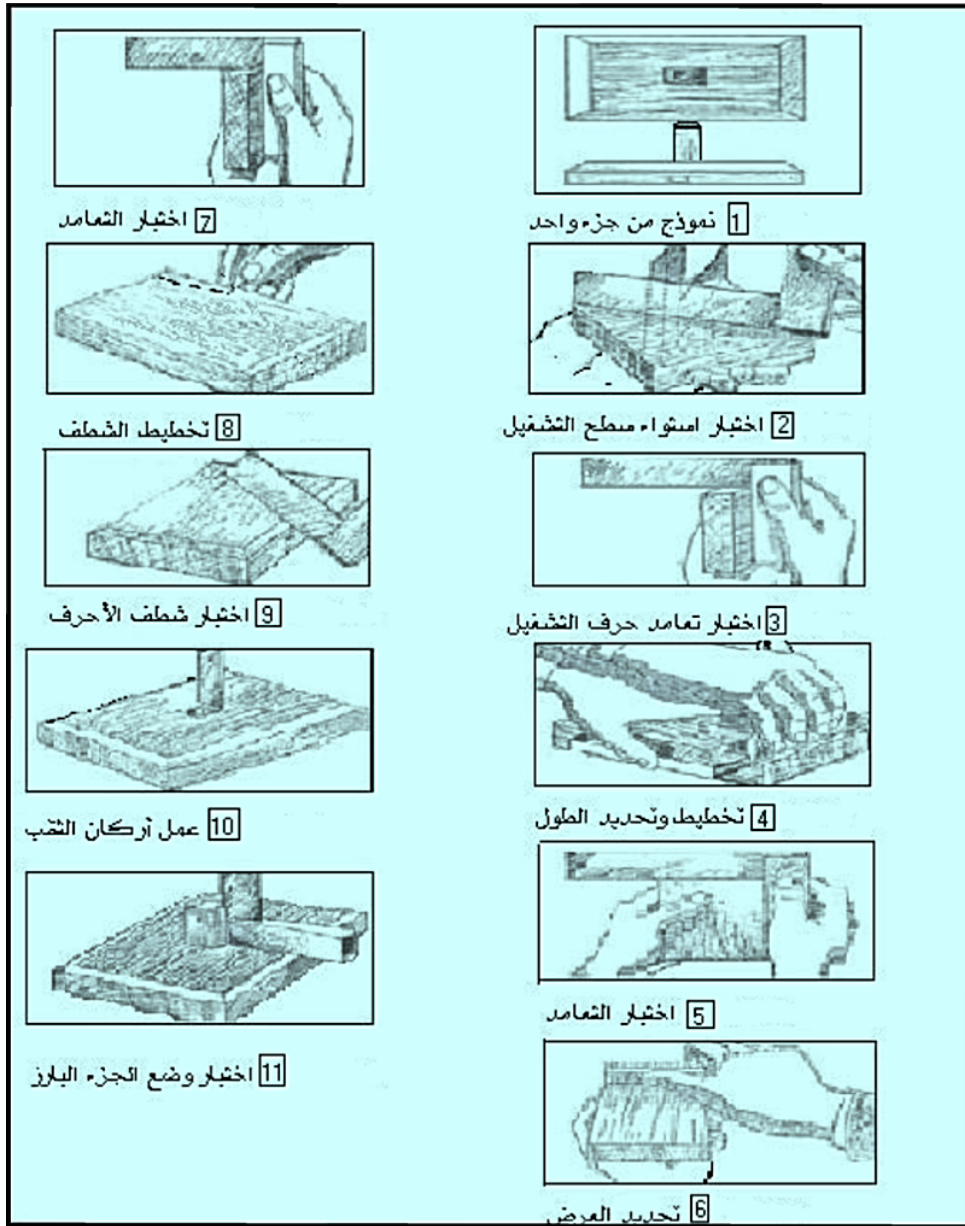 1 نموذج من جزء واحد
2 اختبار استواء سطح التشغيل
3 اختبار تعامد حرف التشغيل
4 تخطيط وتحديد الطول
5 اختبار التعامد
6 تحديد العرض
7 اختبار التعامد
8 تخطيط الشطف
9 اختبار شطف الأحرف
10 عمل أركان الثقب
11 اختبار وضع الجزء البارز